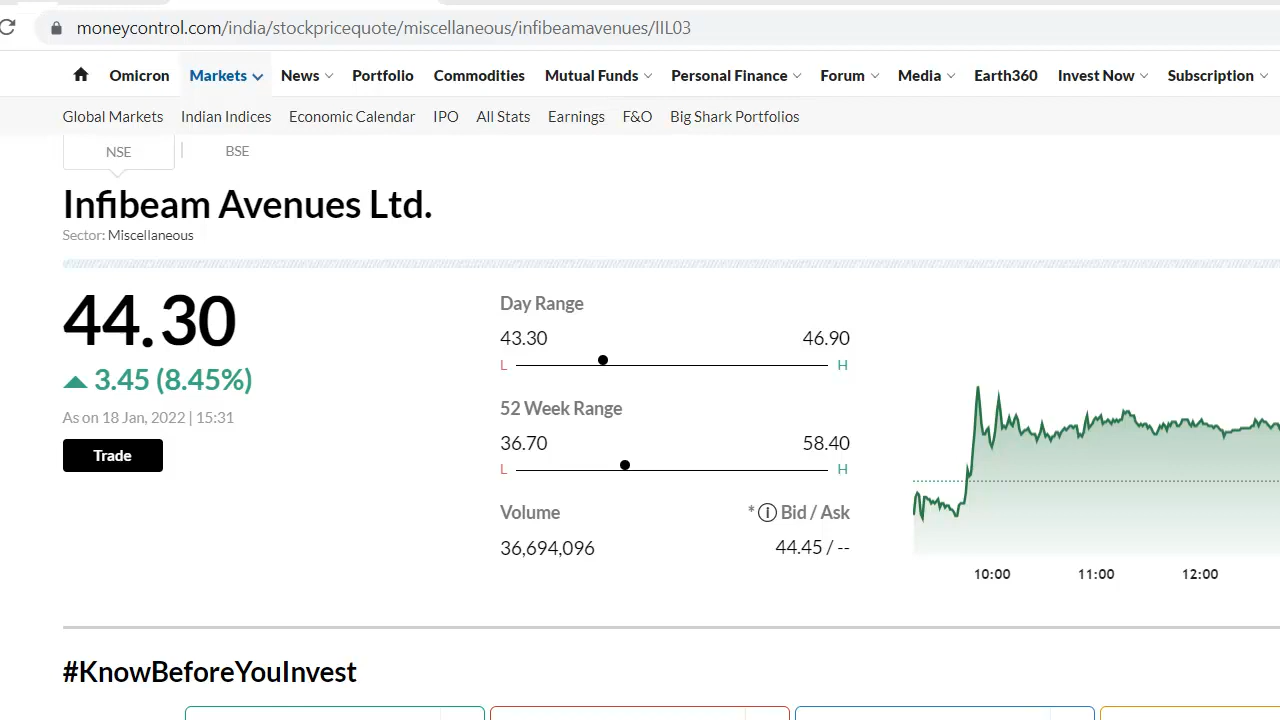 moneycontrol.com/india/stockpricequote/miscellaneous/infibeamavenues/IIL03
Omicron Markets News Portfolio Commodities Mutual Funds Personal Finance Forum Media Earth360 Invest Now Subscription
Global Markets Indian Indices Economic Calendar IPO All Stats Earnings F&O Big Shark Portfolios
NSE | BSE
Infibeam Avenues Ltd.
Sector: Miscellaneous
44.30
3.45 (8.45%)
As on 18 Jan, 2022 | 15:31
Trade
Day Range
43.30 46.90
L H
52 Week Range
36.70 58.40
L H
Volume * i Bid / Ask
36,694,096 44.45 / --
10:00 11:00 12:00
#KnowBeforeYouInvest